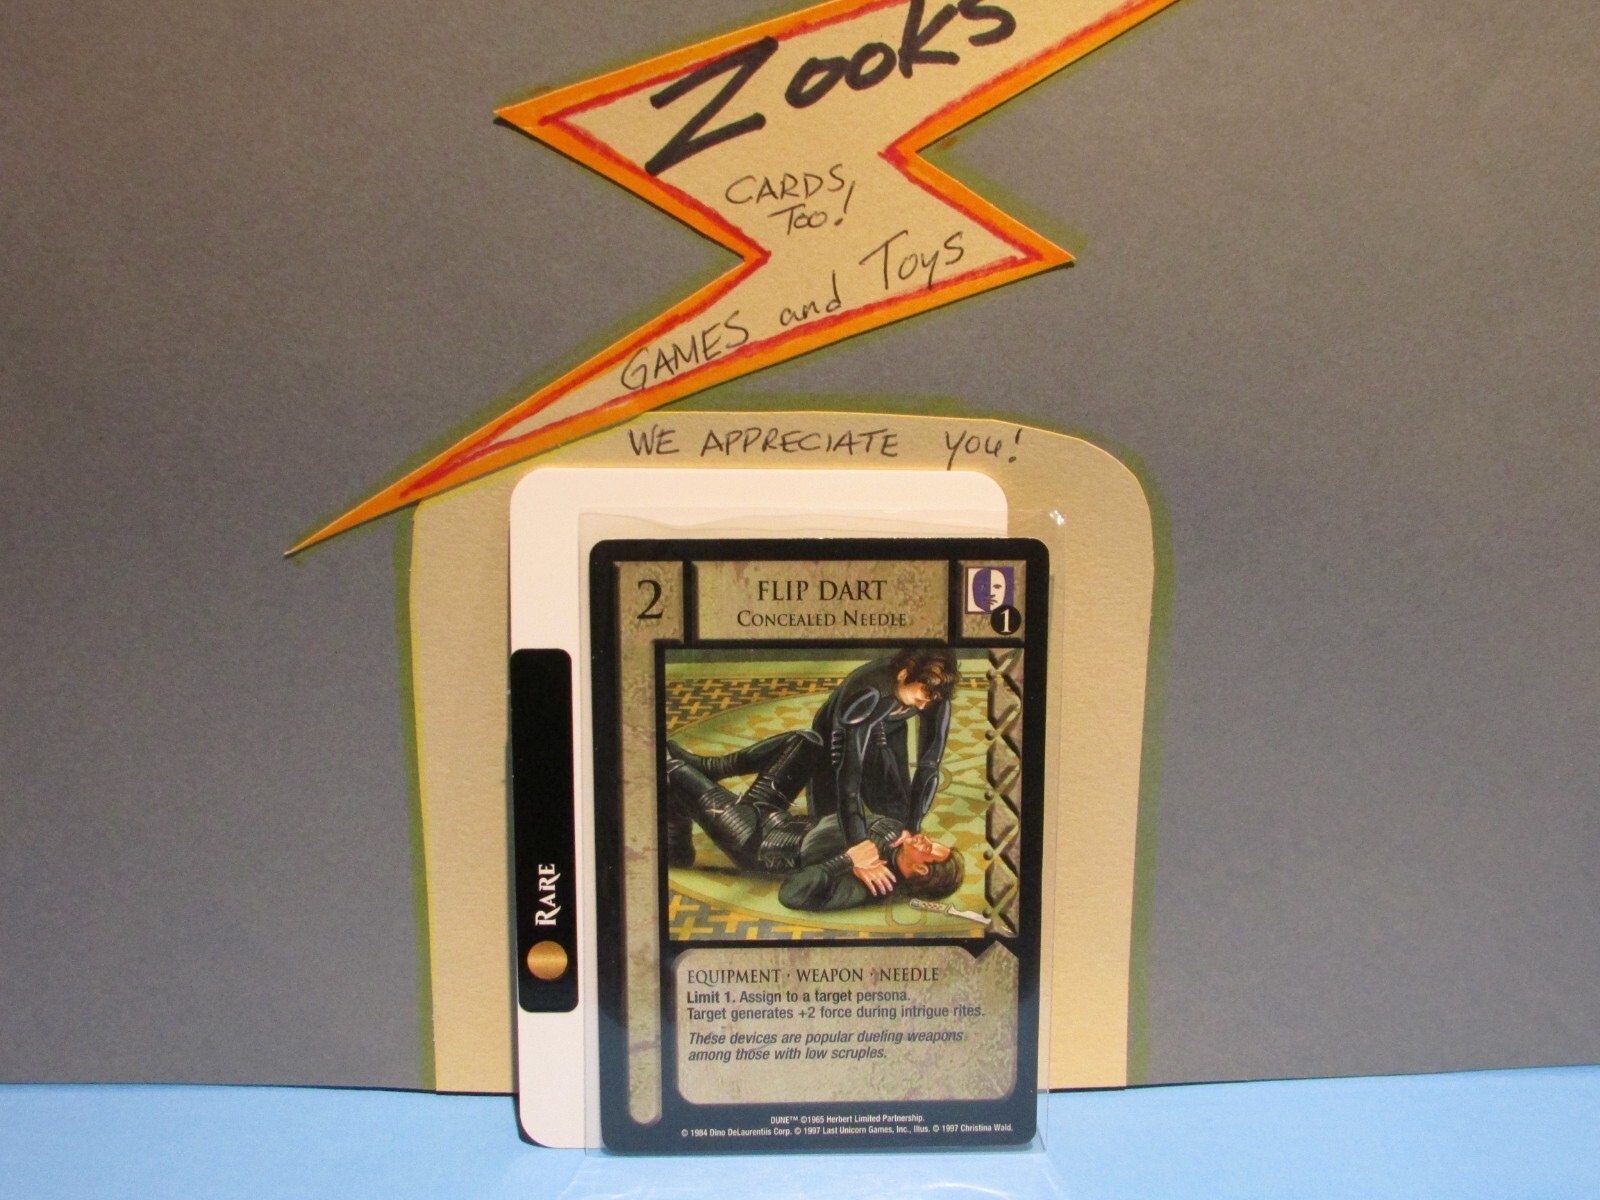 Zooks
CARDS,
Too!
GAMES and Toys
WE APPRECIATE you!
2
FLIP DART
CONCEALED NEEDLE
1
RARE
EQUIPMENT · WEAPON · NEEDLE
Limit 1. Assign to a target persona.
Target generates +2 force during intrigue rites.
These devices are popular dueling weapons
among those with low scruples.
DUNE™ ©1965 Herbert Limited Partnership.
© 1984 Dino DeLaurentiis Corp. © 1997 Last Unicorn Games, Inc., Illus. © 1997 Christina Wald.